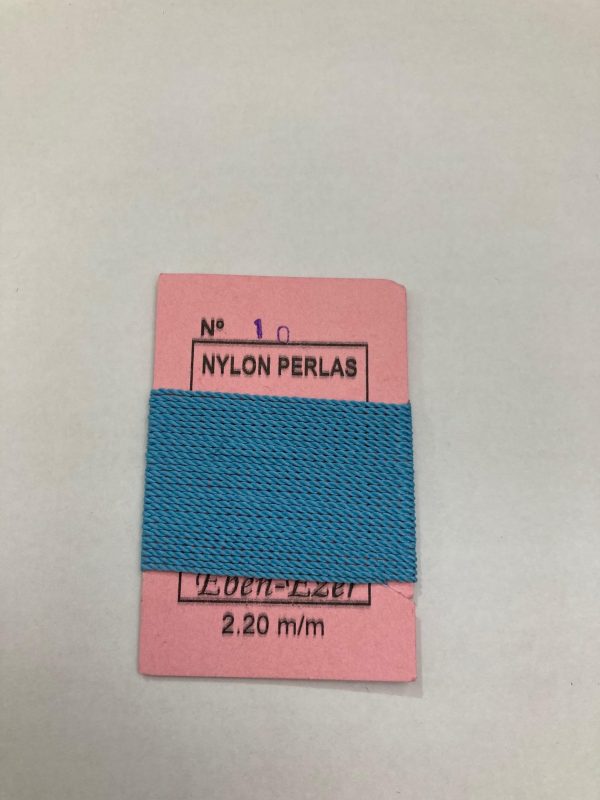 Nº 10
NYLON PERLAS
Eben-Ezer
2.20 m/m